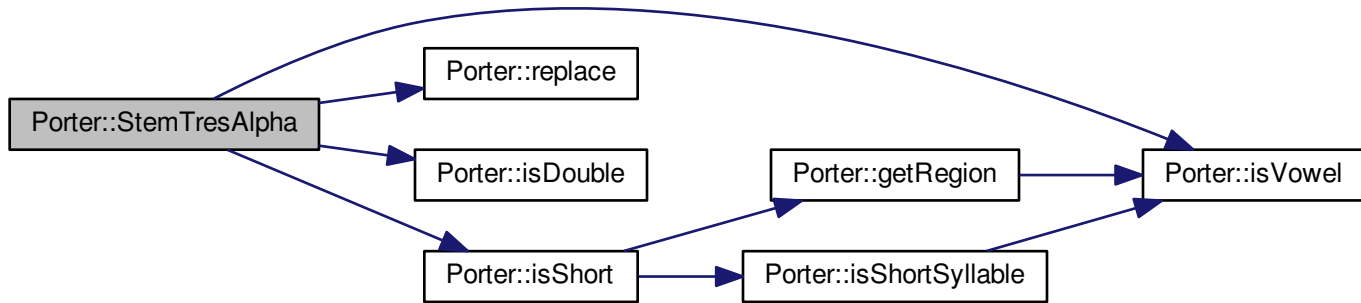 Porter::StemTresAlpha
Porter::replace
Porter::isDouble
Porter::isShort
Porter::getRegion
Porter::isShortSyllable
Porter::isVowel